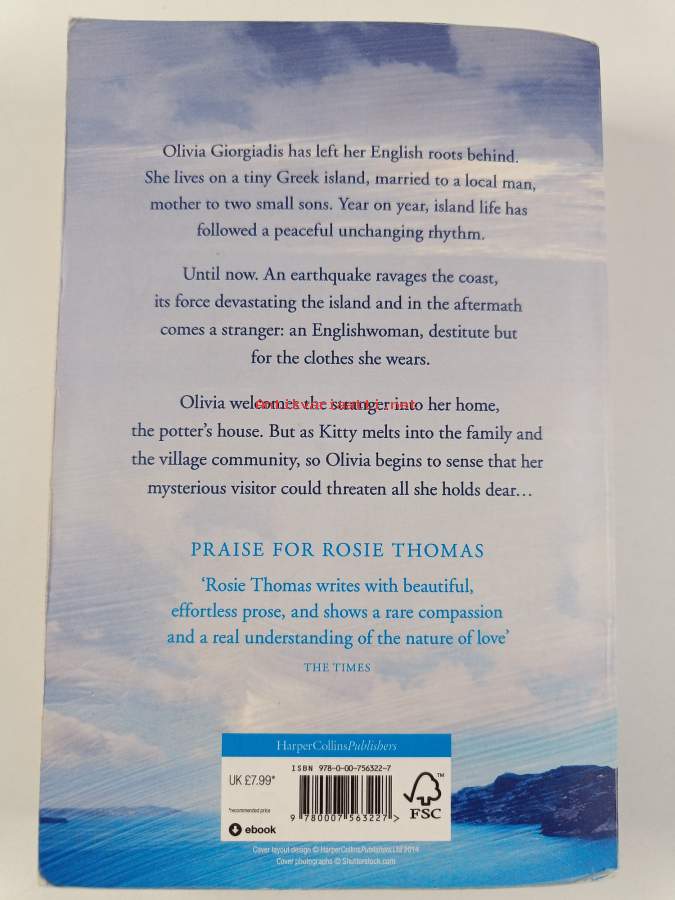 Olivia Giorgiadis has left her English roots behind.
She lives on a tiny Greek island, married to a local man,
mother to two small sons. Year on year, island life has
followed a peaceful unchanging rhythm.
Until now. An earthquake ravages the coast,
its force devastating the island and in the aftermath
comes a stranger: an Englishwoman, destitute but
for the clothes she wears.
Olivia welcomes the stranger into her home,
the potter's house. But as Kitty melts into the family and
the village community, so Olivia begins to sense that her
mysterious visitor could threaten all she holds dear…
PRAISE FOR ROSIE THOMAS
‘Rosie Thomas writes with beautiful,
effortless prose, and shows a rare compassion
and a real understanding of the nature of love’
THE TIMES
HarperCollinsPublishers
ISBN 978-0-00-756322-7
UK £7.99*
*recommended price
ebook
9 780007 563227 >
FSC™
Cover layout design © HarperCollinsPublishers Ltd 2014
Cover photographs © Shutterstock.com